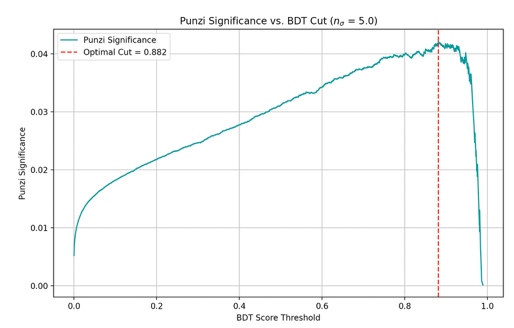 Punzi Significance vs. BDT Cut (nσ = 5.0)
Punzi Significance
Optimal Cut = 0.882
0.04
0.03
0.02
0.01
0.00
Punzi Significance
0.0 0.2 0.4 0.6 0.8 1.0
BDT Score Threshold